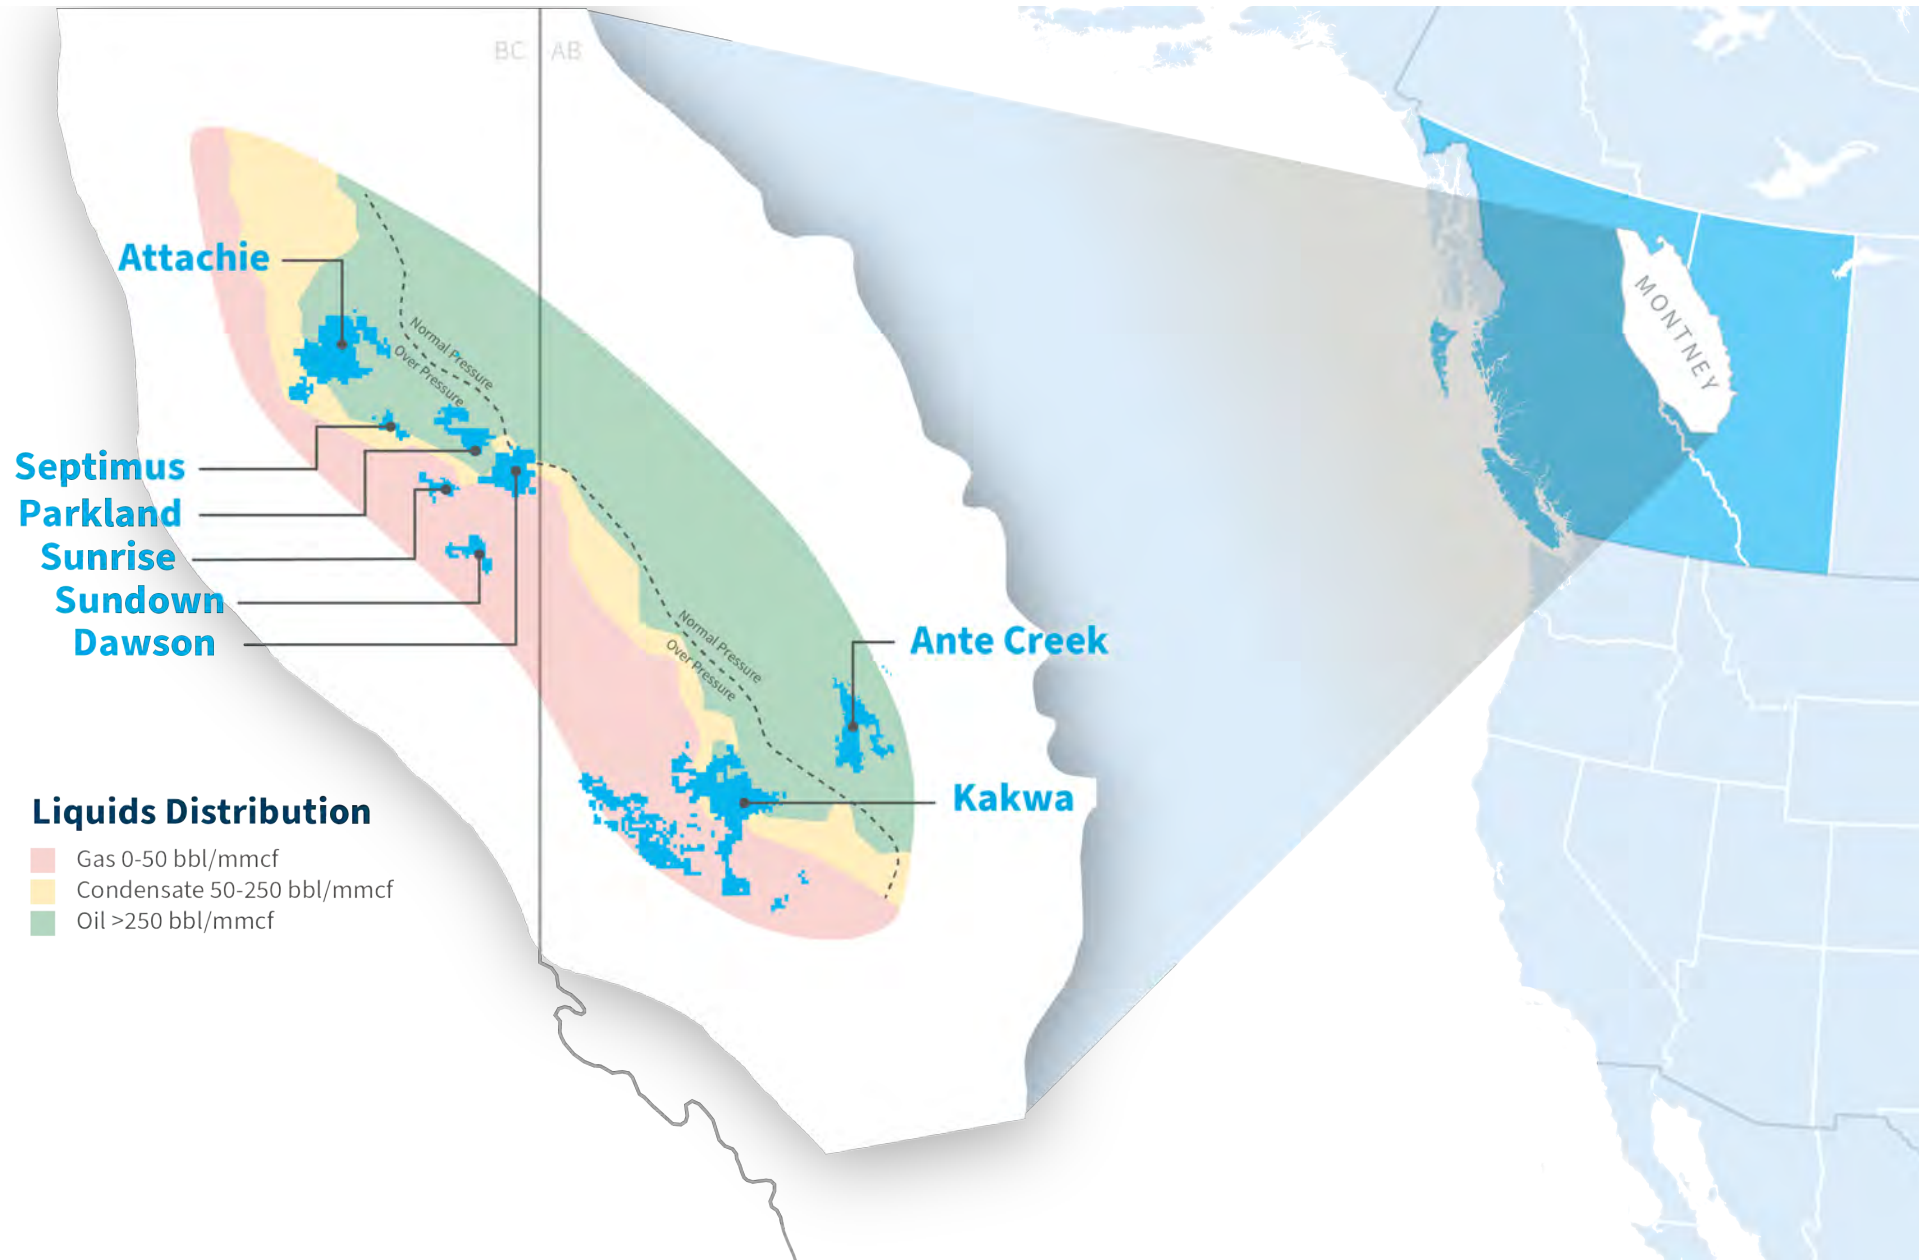 BC AB
Attachie
Normal Pressure
Over Pressure
Septimus
Parkland
Sunrise
Sundown
Dawson
Normal Pressure
Over Pressure
Ante Creek
Kakwa
Liquids Distribution
Gas 0-50 bbl/mmcf
Condensate 50-250 bbl/mmcf
Oil >250 bbl/mmcf
MONTNEY